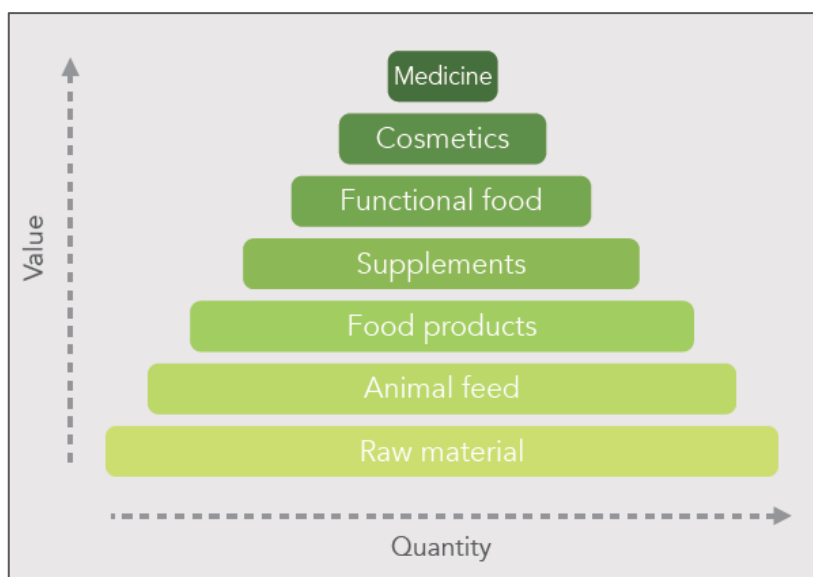 Medicine
Cosmetics
Functional food
Supplements
Food products
Animal feed
Raw material
Value
Quantity